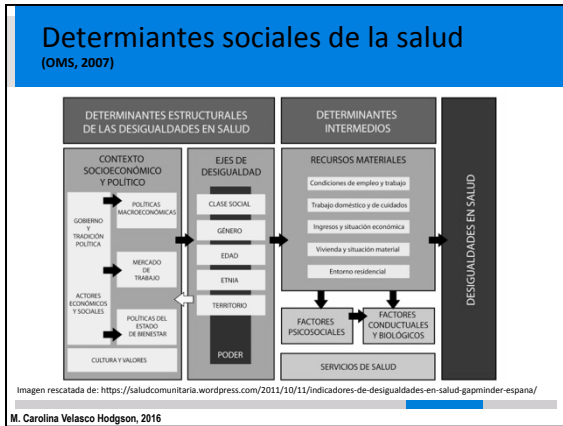 Determiantes sociales de la salud
(OMS, 2007)
DETERMINANTES ESTRUCTURALES
DE LAS DESIGUALDADES EN SALUD
DETERMINANTES
INTERMEDIOS
CONTEXTO
SOCIOECONÓMICO
Y POLÍTICO
GOBIERNO
Y
TRADICIÓN
POLÍTICA
ACTORES
ECONÓMICOS
Y SOCIALES
POLÍTICAS
MACROECONÓMICAS
MERCADO
DE
TRABAJO
POLÍTICAS DEL
ESTADO
DE BIENESTAR
CULTURA Y VALORES
EJES DE
DESIGUALDAD
CLASE SOCIAL
GÉNERO
EDAD
ETNIA
TERRITORIO
PODER
RECURSOS MATERIALES
Condiciones de empleo y trabajo
Trabajo doméstico y de cuidados
Ingresos y situación económica
Vivienda y situación material
Entorno residencial
FACTORES
PSICOSOCIALES
FACTORES
CONDUCTUALES
Y BIOLÓGICOS
SERVICIOS DE SALUD
DESIGUALDADES EN SALUD
Imagen rescatada de: https://saludcomunitaria.wordpress.com/2011/10/11/indicadores-de-desigualdades-en-salud-gapminder-espana/
M. Carolina Velasco Hodgson, 2016